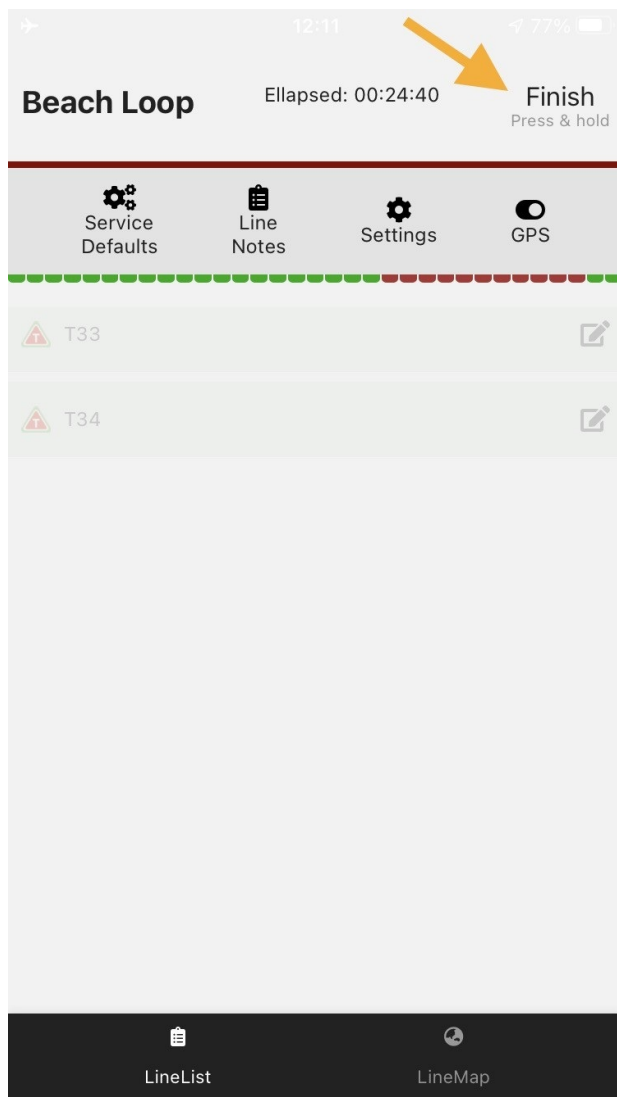 12:11
77%
Beach Loop
Ellapsed: 00:24:40
Finish
Press & hold
Service
Defaults
Line
Notes
Settings
GPS
T
T33
T
T34
LineList
LineMap